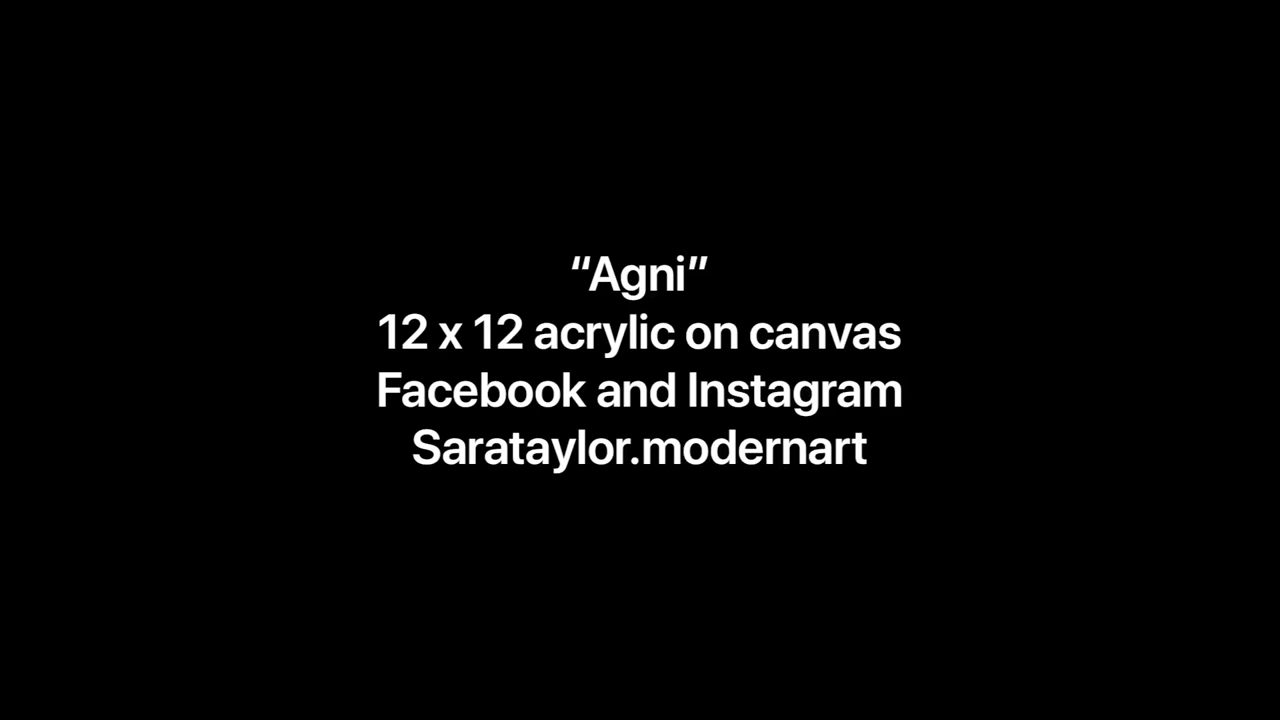 “Agni”
12 x 12 acrylic on canvas
Facebook and Instagram
Sarataylor.modernart